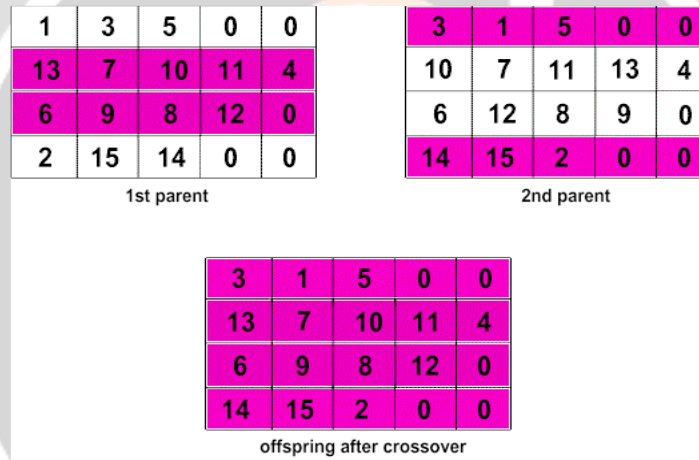 1 3 5 0 0
13 7 10 11 4
6 9 8 12 0
2 15 14 0 0
1st parent
3 1 5 0 0
10 7 11 13 4
6 12 8 9 0
14 15 2 0 0
2nd parent
3 1 5 0 0
13 7 10 11 4
6 9 8 12 0
14 15 2 0 0
offspring after crossover